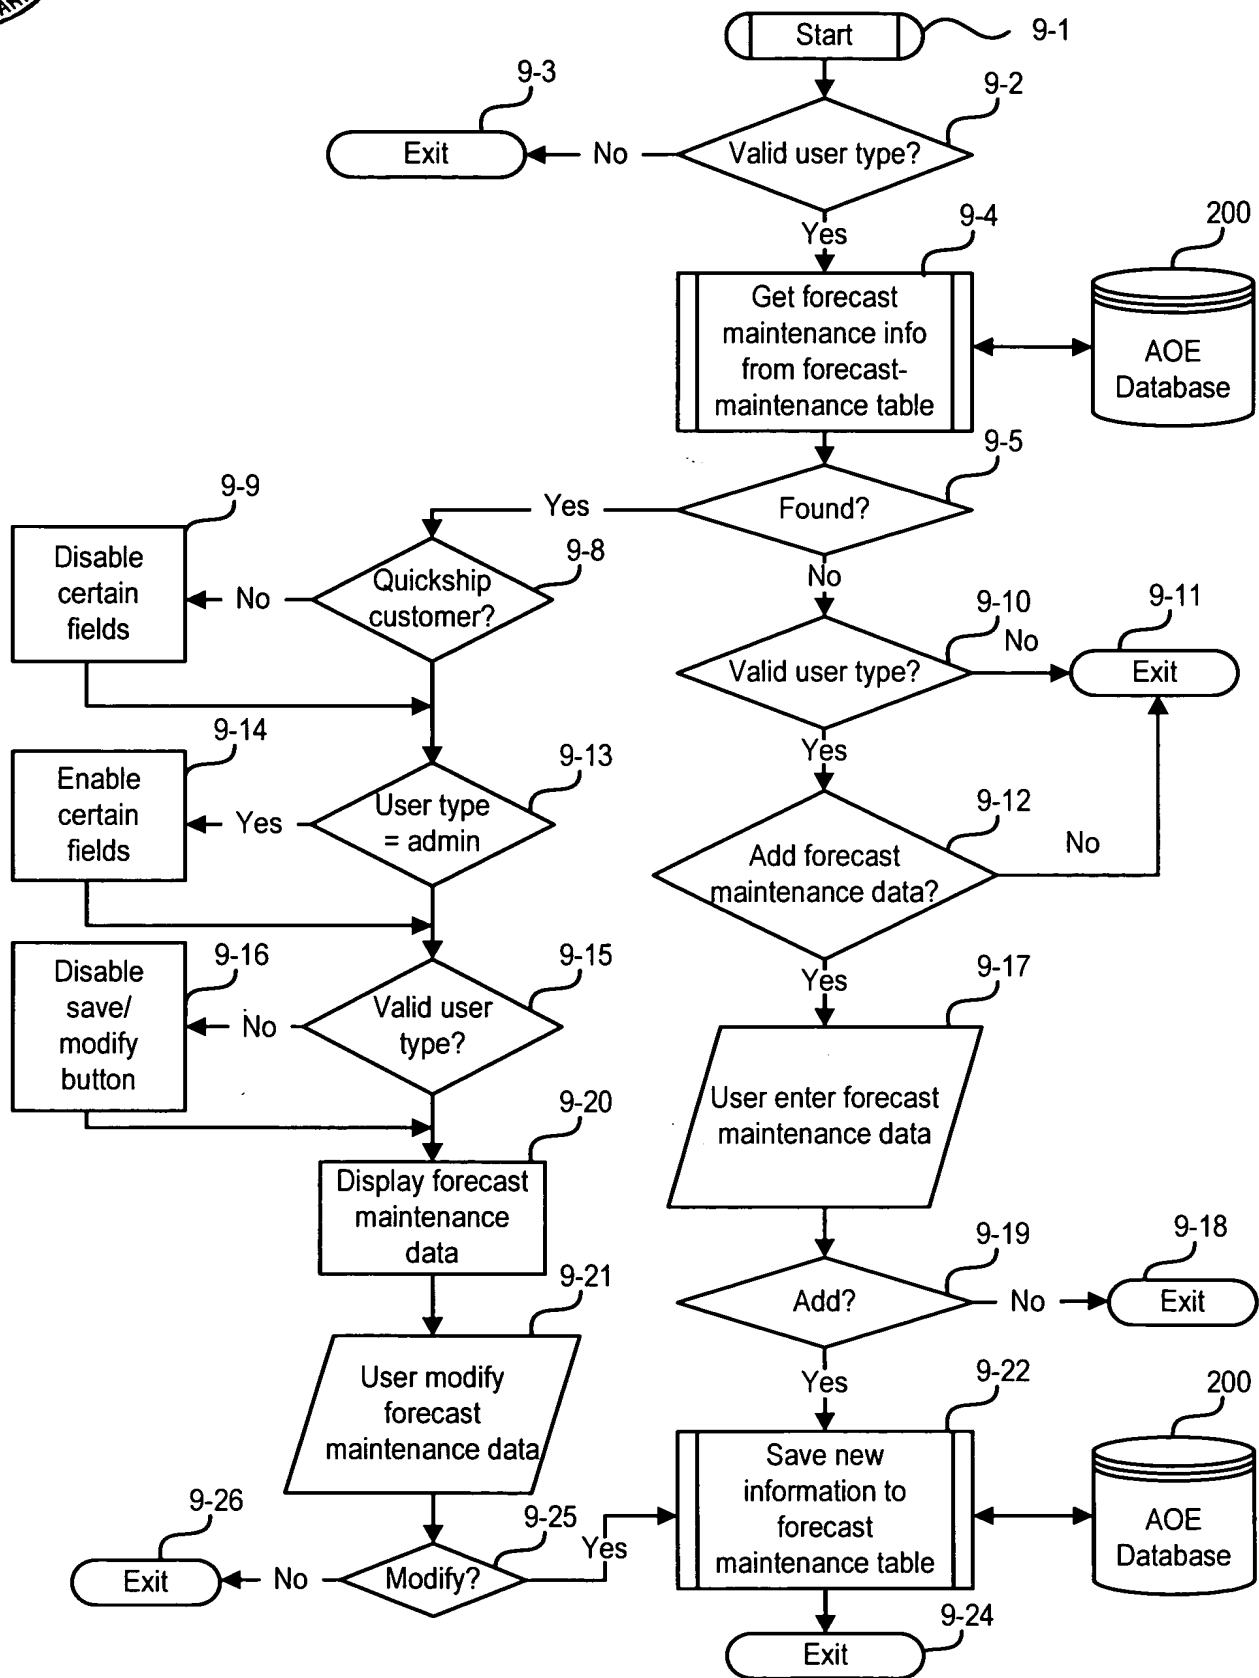 Start
9-1
9-3
9-2
Exit
No
Valid user type?
Yes
9-4
200
Get forecast
maintenance info
from forecast-
maintenance table
AOE
Database
9-5
9-9
Yes
Found?
Disable
certain
fields
No
Quickship
customer?
9-8
No
9-10
9-11
No
Valid user type?
Exit
9-14
9-13
Yes
Enable
certain
fields
Yes
User type
= admin
9-12
Add forecast
maintenance data?
No
9-16
9-15
Yes
9-17
Disable
save/
modify
button
No
Valid user
type?
User enter forecast
maintenance data
9-20
Display forecast
maintenance
data
9-19
9-18
9-21
Add?
No
Exit
User modify
forecast
maintenance data
Yes
9-22
200
Save new
information to
forecast
maintenance table
AOE
Database
9-26
9-25
Yes
Exit
No
Modify?
9-24
Exit